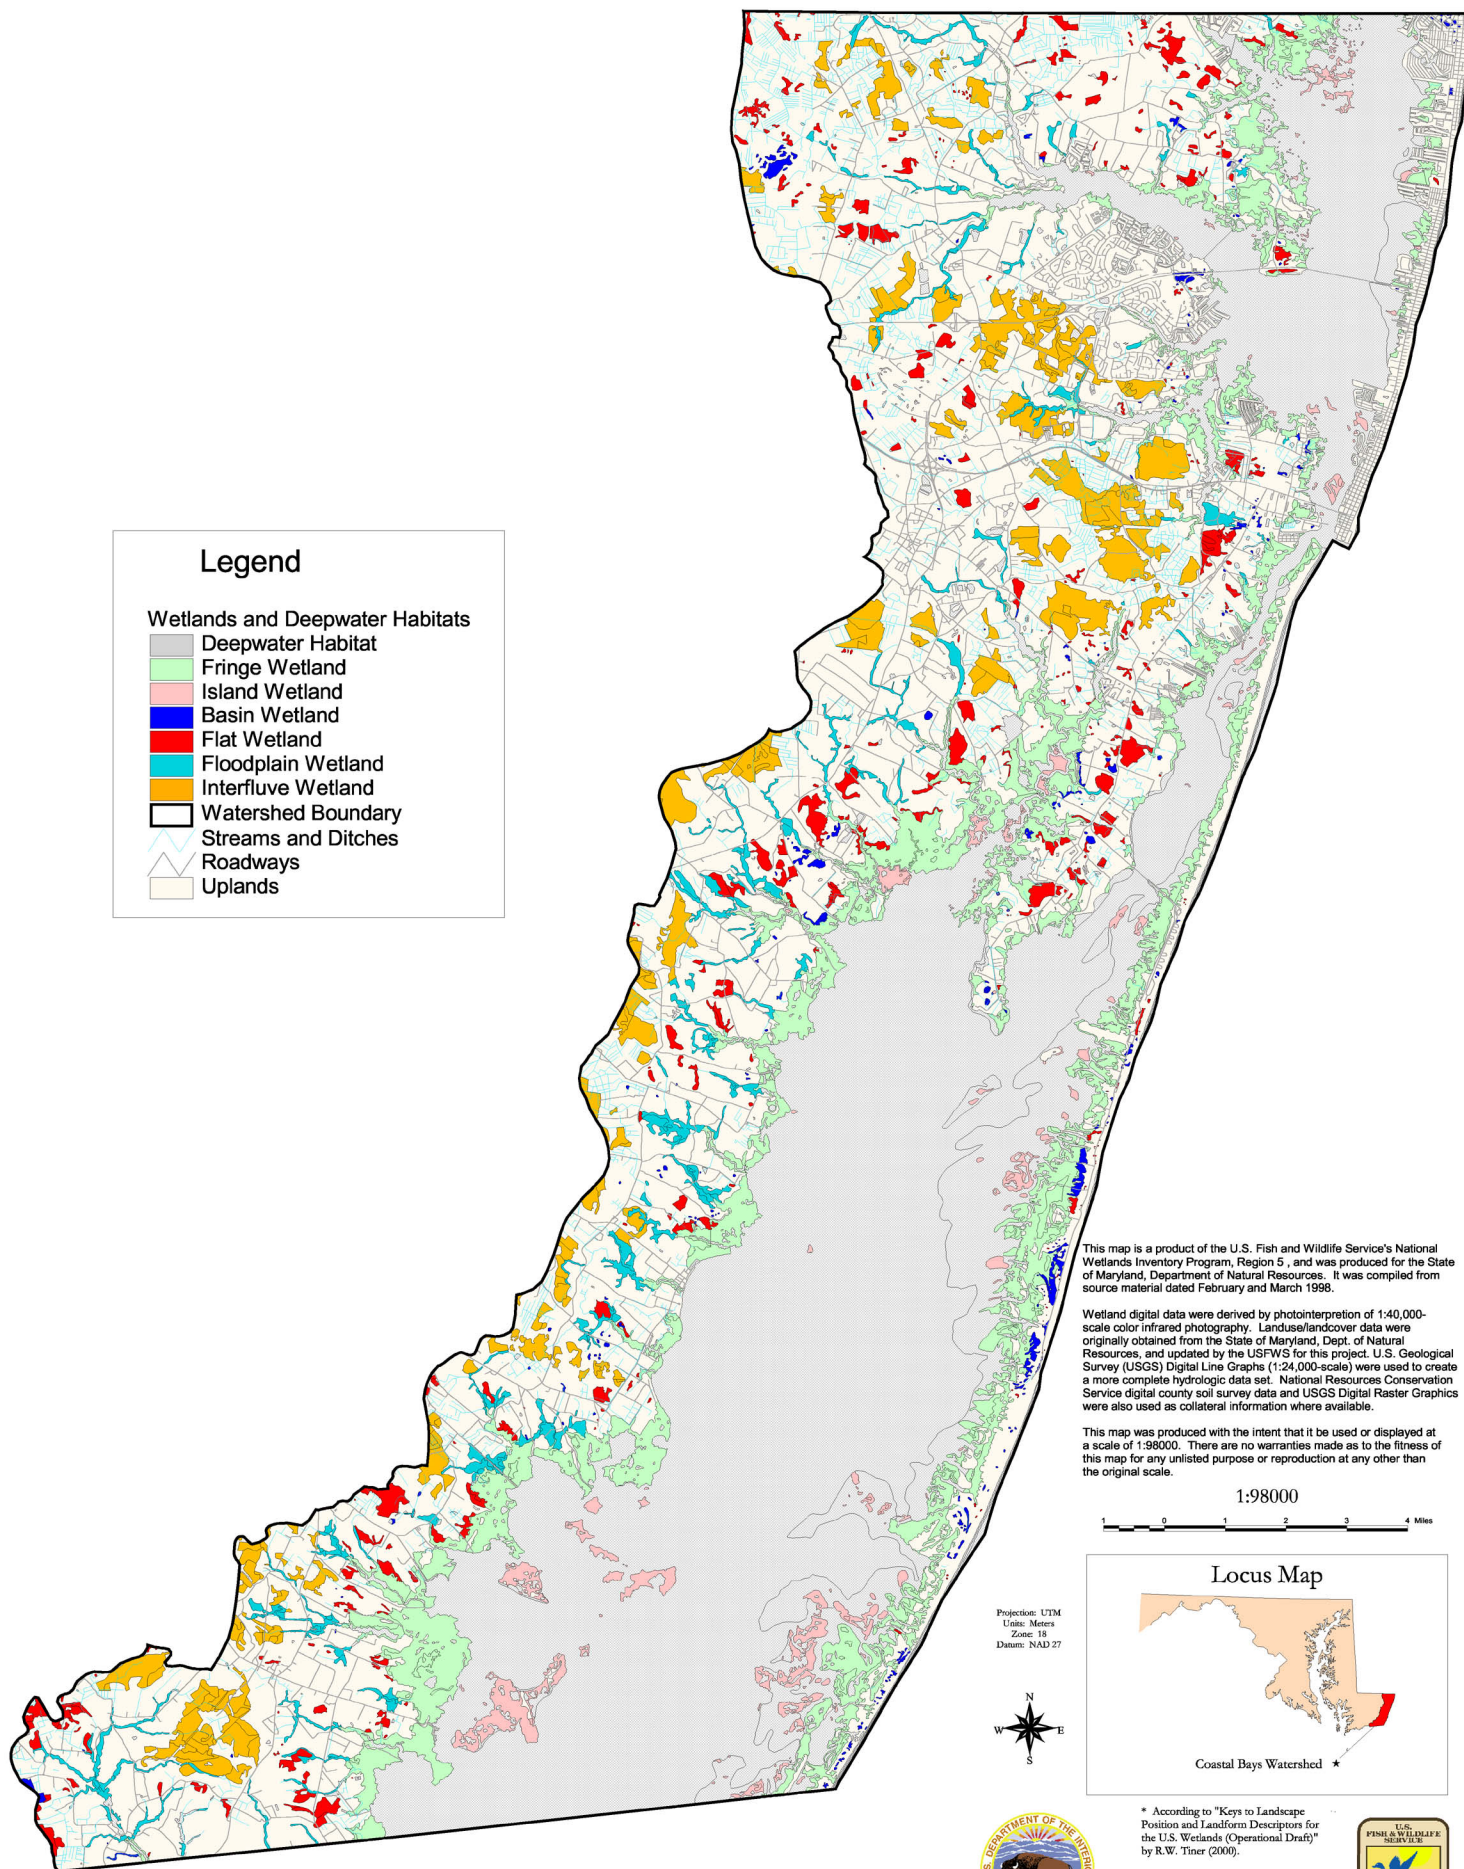 Legend
Wetlands and Deepwater Habitats
Deepwater Habitat
Fringe Wetland
Island Wetland
Basin Wetland
Flat Wetland
Floodplain Wetland
Interfluve Wetland
Watershed Boundary
Streams and Ditches
Roadways
Uplands
This map is a product of the U.S. Fish and Wildlife Service's National
Wetlands Inventory Program, Region 5 , and was produced for the State
of Maryland, Department of Natural Resources. It was compiled from
source material dated February and March 1998.
Wetland digital data were derived by photointerpretion of 1:40,000-
scale color infrared photography. Landuse/landcover data were
originally obtained from the State of Maryland, Dept. of Natural
Resources, and updated by the USFWS for this project. U.S. Geological
Survey (USGS) Digital Line Graphs (1:24,000-scale) were used to create
a more complete hydrologic data set. National Resources Conservation
Service digital county soil survey data and USGS Digital Raster Graphics
were also used as collateral information where available.
This map was produced with the intent that it be used or displayed at
a scale of 1:98000. There are no warranties made as to the fitness of
this map for any unlisted purpose or reproduction at any other than
the original scale.
1:98000
1 0 1 2 3 4 Miles
Locus Map
Coastal Bays Watershed
Projection: UTM
Units: Meters
Zone: 18
Datum: NAD 27
N
W E
S
* According to "Keys to Landscape
Position and Landform Descriptors for
the U.S. Wetlands (Operational Draft)"
by R.W. Tiner (2000).
U.S. DEPARTMENT OF THE INTERIOR
U.S.
FISH & WILDLIFE
SERVICE